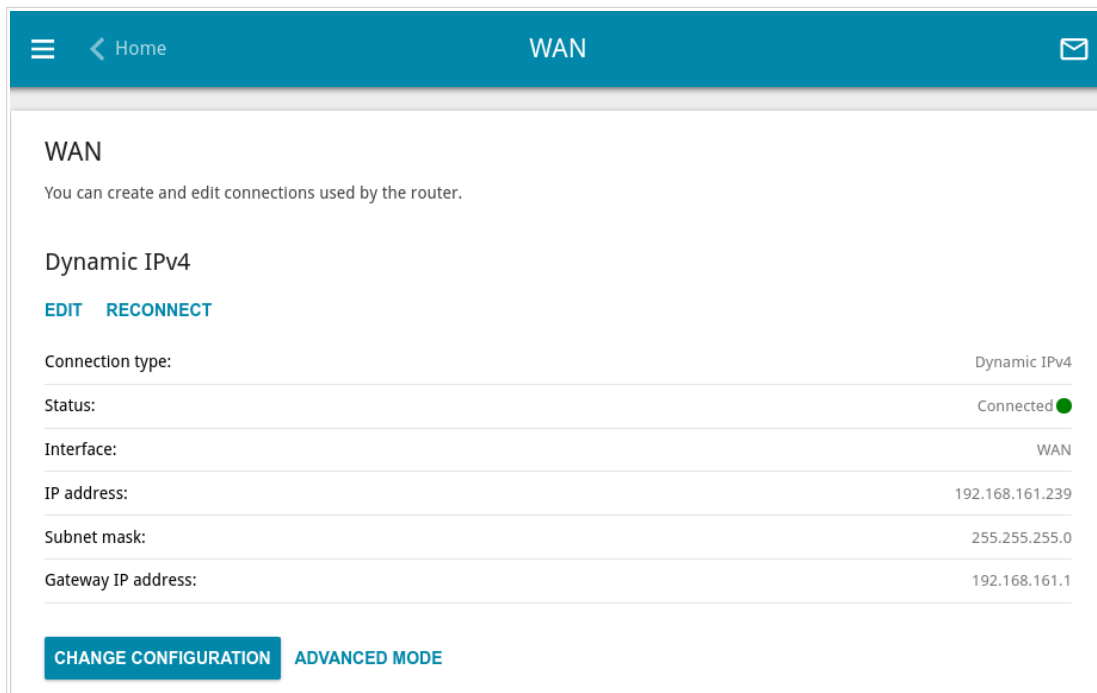 Home
WAN
WAN
You can create and edit connections used by the router.
Dynamic IPv4
EDIT RECONNECT
Connection type: Dynamic IPv4
Status: Connected
Interface: WAN
IP address: 192.168.161.239
Subnet mask: 255.255.255.0
Gateway IP address: 192.168.161.1
CHANGE CONFIGURATION ADVANCED MODE